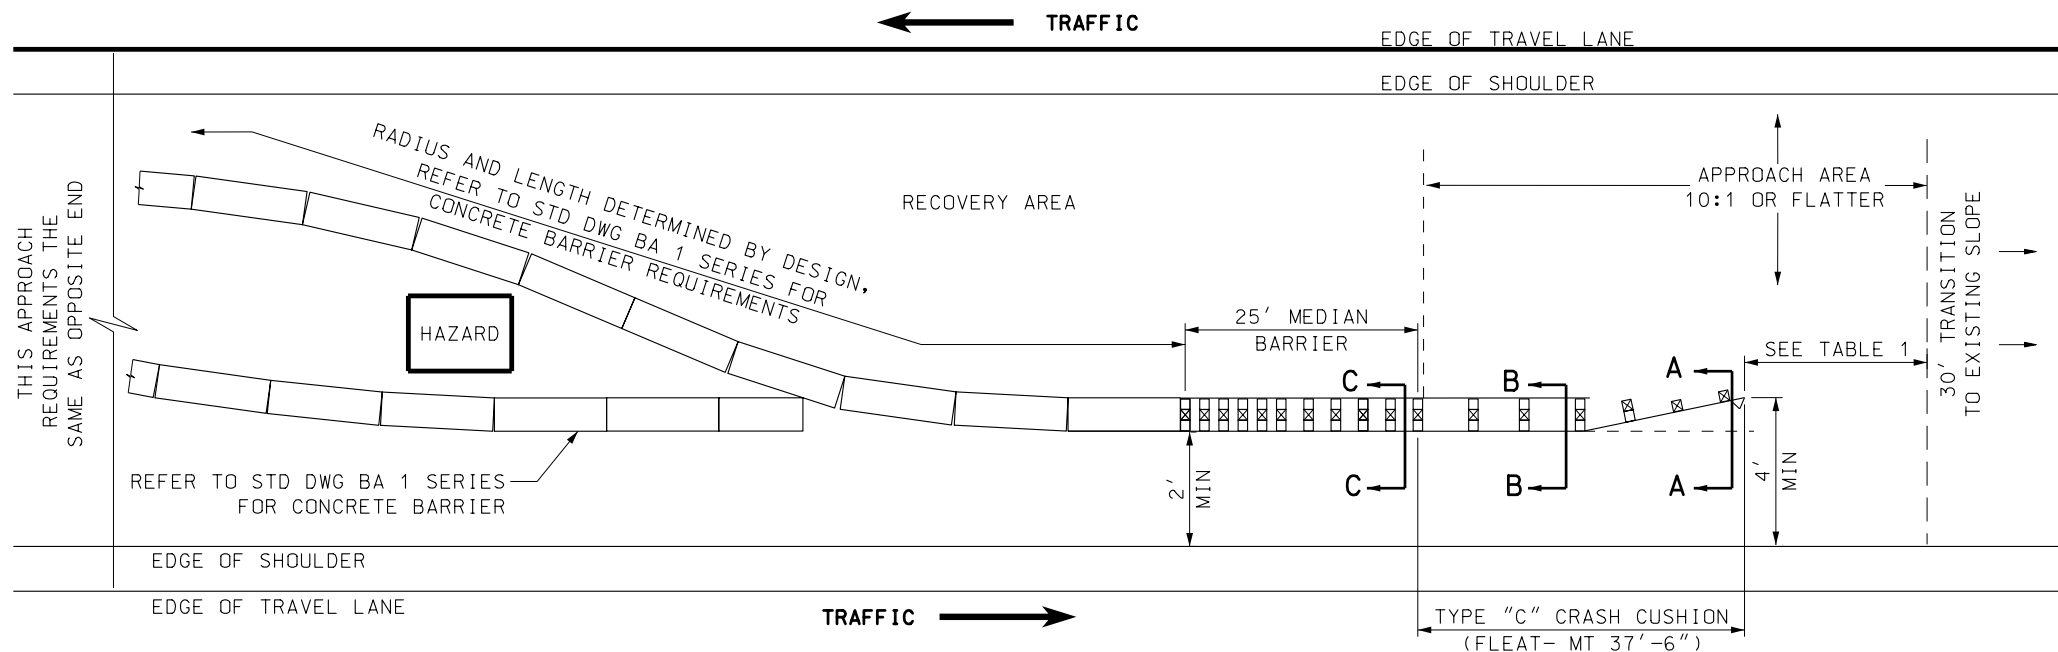 TRAFFIC
EDGE OF TRAVEL LANE
EDGE OF SHOULDER
THIS APPROACH
REQUIREMENTS THE
SAME AS OPPOSITE END
RADIUS AND LENGTH DETERMINED BY DESIGN,
REFER TO STD DWG BA 1 SERIES FOR
CONCRETE BARRIER REQUIREMENTS
RECOVERY AREA
APPROACH AREA
10:1 OR FLATTER
30' TRANSITION
TO EXISTING SLOPE
HAZARD
25' MEDIAN
BARRIER
SEE TABLE 1
C
B
A
C
B
A
2'
MIN
4'
MIN
REFER TO STD DWG BA 1 SERIES
FOR CONCRETE BARRIER
EDGE OF SHOULDER
EDGE OF TRAVEL LANE
TRAFFIC
TYPE "C" CRASH CUSHION
(FLEAT- MT 37'-6")